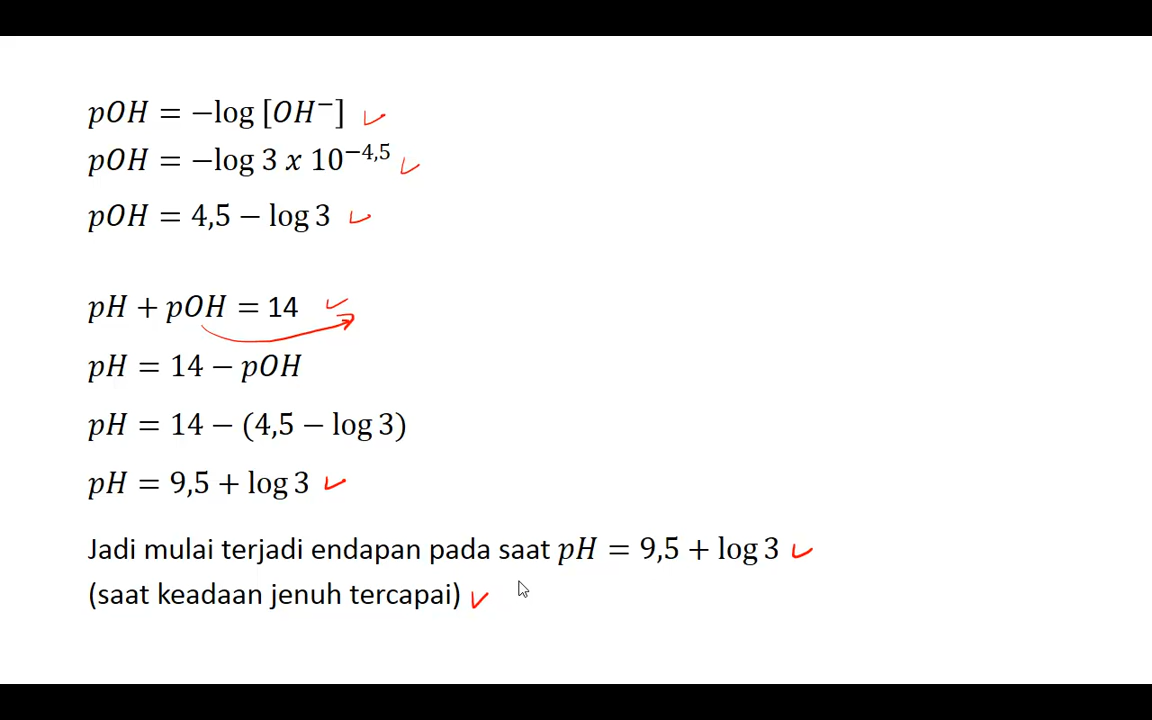 pOH = −log [OH⁻]
pOH = −log 3 x 10⁻⁴,⁵
pOH = 4,5 − log 3
pH + pOH = 14
pH = 14 − pOH
pH = 14 − (4,5 − log 3)
pH = 9,5 + log 3
Jadi mulai terjadi endapan pada saat pH = 9,5 + log 3
(saat keadaan jenuh tercapai)